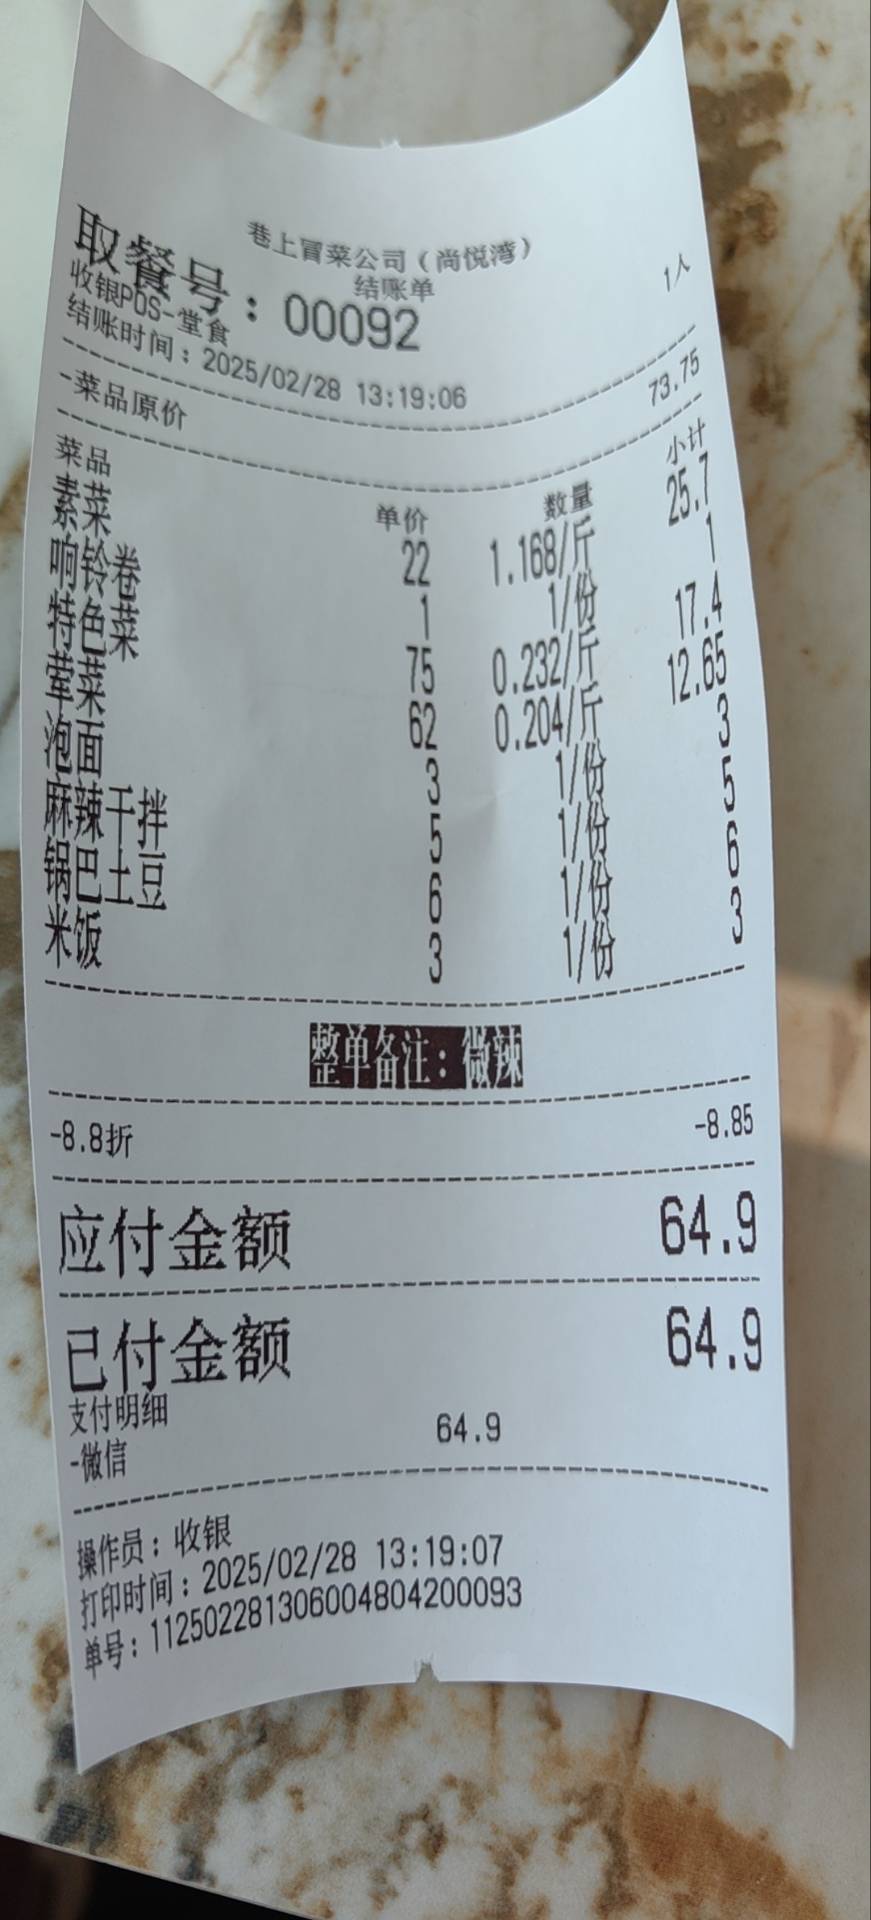 巷上冒菜公司（尚悦湾）
结账单
取餐号：00092
收银POS-堂食 1人
结账时间：2025/02/28 13:19:06
-菜品原价 73.75
菜品 单价 数量 小计
素菜 22 1.168/斤 25.7
响铃卷 1 1/份 1
特色菜 75 0.232/斤 17.4
荤菜 62 0.204/斤 12.65
泡面 3 1/份 3
麻辣干拌 5 1/份 5
锅巴土豆 6 1/份 6
米饭 3 1/份 3
整单备注：微辣
-8.8折 -8.85
应付金额 64.9
已付金额 64.9
支付明细
-微信 64.9
操作员：收银
打印时间：2025/02/28 13:19:07
单号：112502281306004804200093